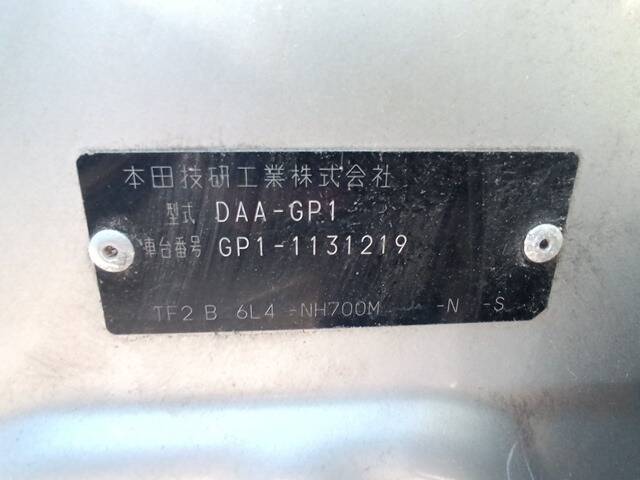 本田技研工業株式会社
型式 DAA-GP1
車台番号 GP1-1131219
TF2 B 6L4 -NH700M -N -S